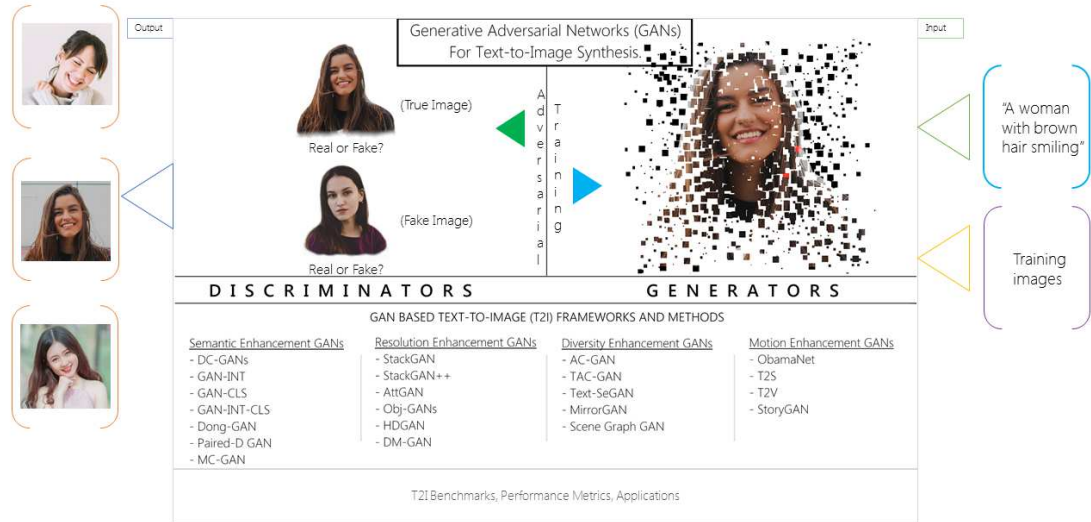 Output
Generative Adversarial Networks (GANs)
For Text-to-Image Synthesis.
Input
(True Image)
Real or Fake?
(Fake Image)
Real or Fake?
Adversarial
Training
"A woman
with brown
hair smiling"
Training
images
DISCRIMINATORS
GENERATORS
GAN BASED TEXT-TO-IMAGE (T2I) FRAMEWORKS AND METHODS
Semantic Enhancement GANs
- DC-GANs
- GAN-INT
- GAN-CLS
- GAN-INT-CLS
- Dong-GAN
- Paired-D GAN
- MC-GAN
Resolution Enhancement GANs
- StackGAN
- StackGAN++
- AttGAN
- Obj-GANs
- HDGAN
- DM-GAN
Diversity Enhancement GANs
- AC-GAN
- TAC-GAN
- Text-SeGAN
- MirrorGAN
- Scene Graph GAN
Motion Enhancement GANs
- ObamaNet
- T2S
- T2V
- StoryGAN
T2I Benchmarks, Performance Metrics, Applications